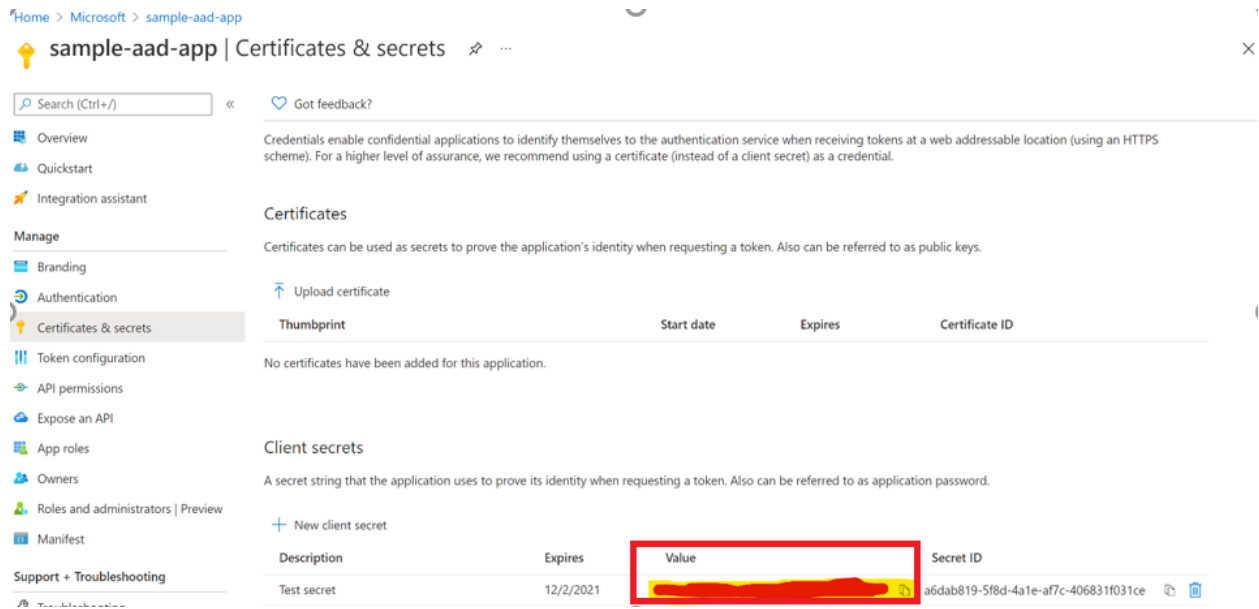 Home > Microsoft > sample-aad-app
sample-aad-app | Certificates & secrets
Search (Ctrl+/)
Overview
Quickstart
Integration assistant
Manage
Branding
Authentication
Certificates & secrets
Token configuration
API permissions
Expose an API
App roles
Owners
Roles and administrators | Preview
Manifest
Support + Troubleshooting
Troubleshooting
Got feedback?
Credentials enable confidential applications to identify themselves to the authentication service when receiving tokens at a web addressable location (using an HTTPS
scheme). For a higher level of assurance, we recommend using a certificate (instead of a client secret) as a credential.
Certificates
Certificates can be used as secrets to prove the application's identity when requesting a token. Also can be referred to as public keys.
Upload certificate
Thumbprint Start date Expires Certificate ID
No certificates have been added for this application.
Client secrets
A secret string that the application uses to prove its identity when requesting a token. Also can be referred to as application password.
New client secret
Description Expires Value Secret ID
Test secret 12/2/2021 a6dab819-5f8d-4a1e-af7c-406831f031ce